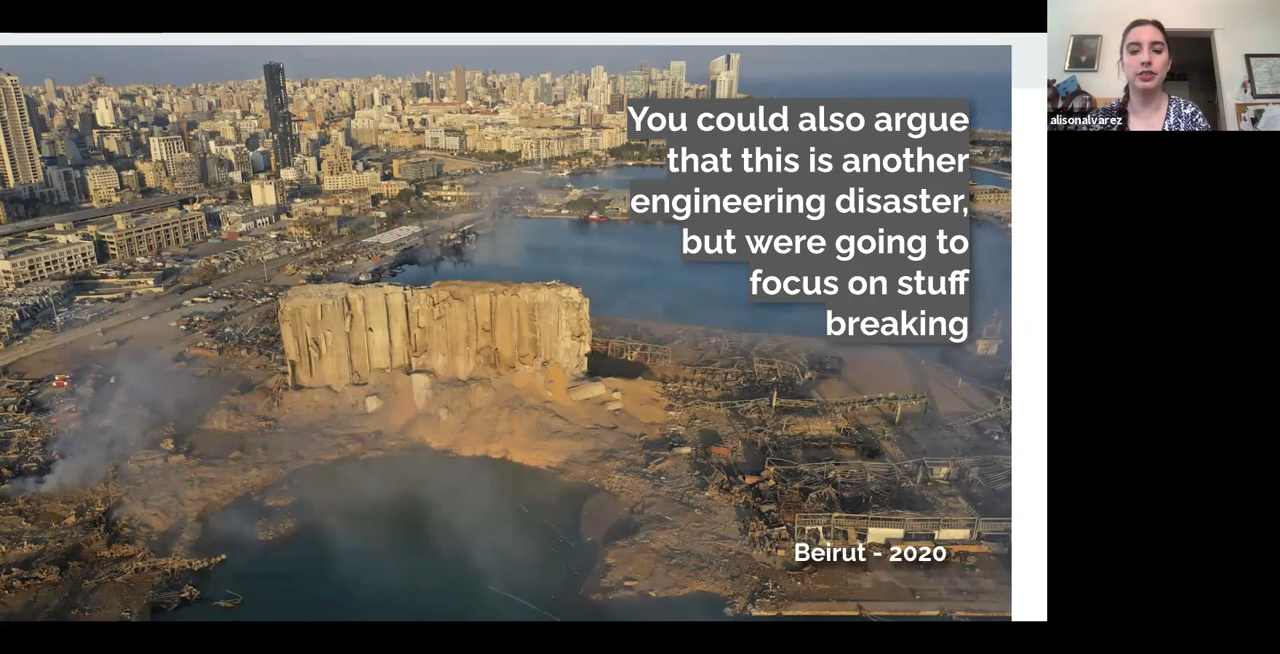 You could also argue
that this is another
engineering disaster,
but were going to
focus on stuff
breaking
Beirut - 2020
alisonalvarez